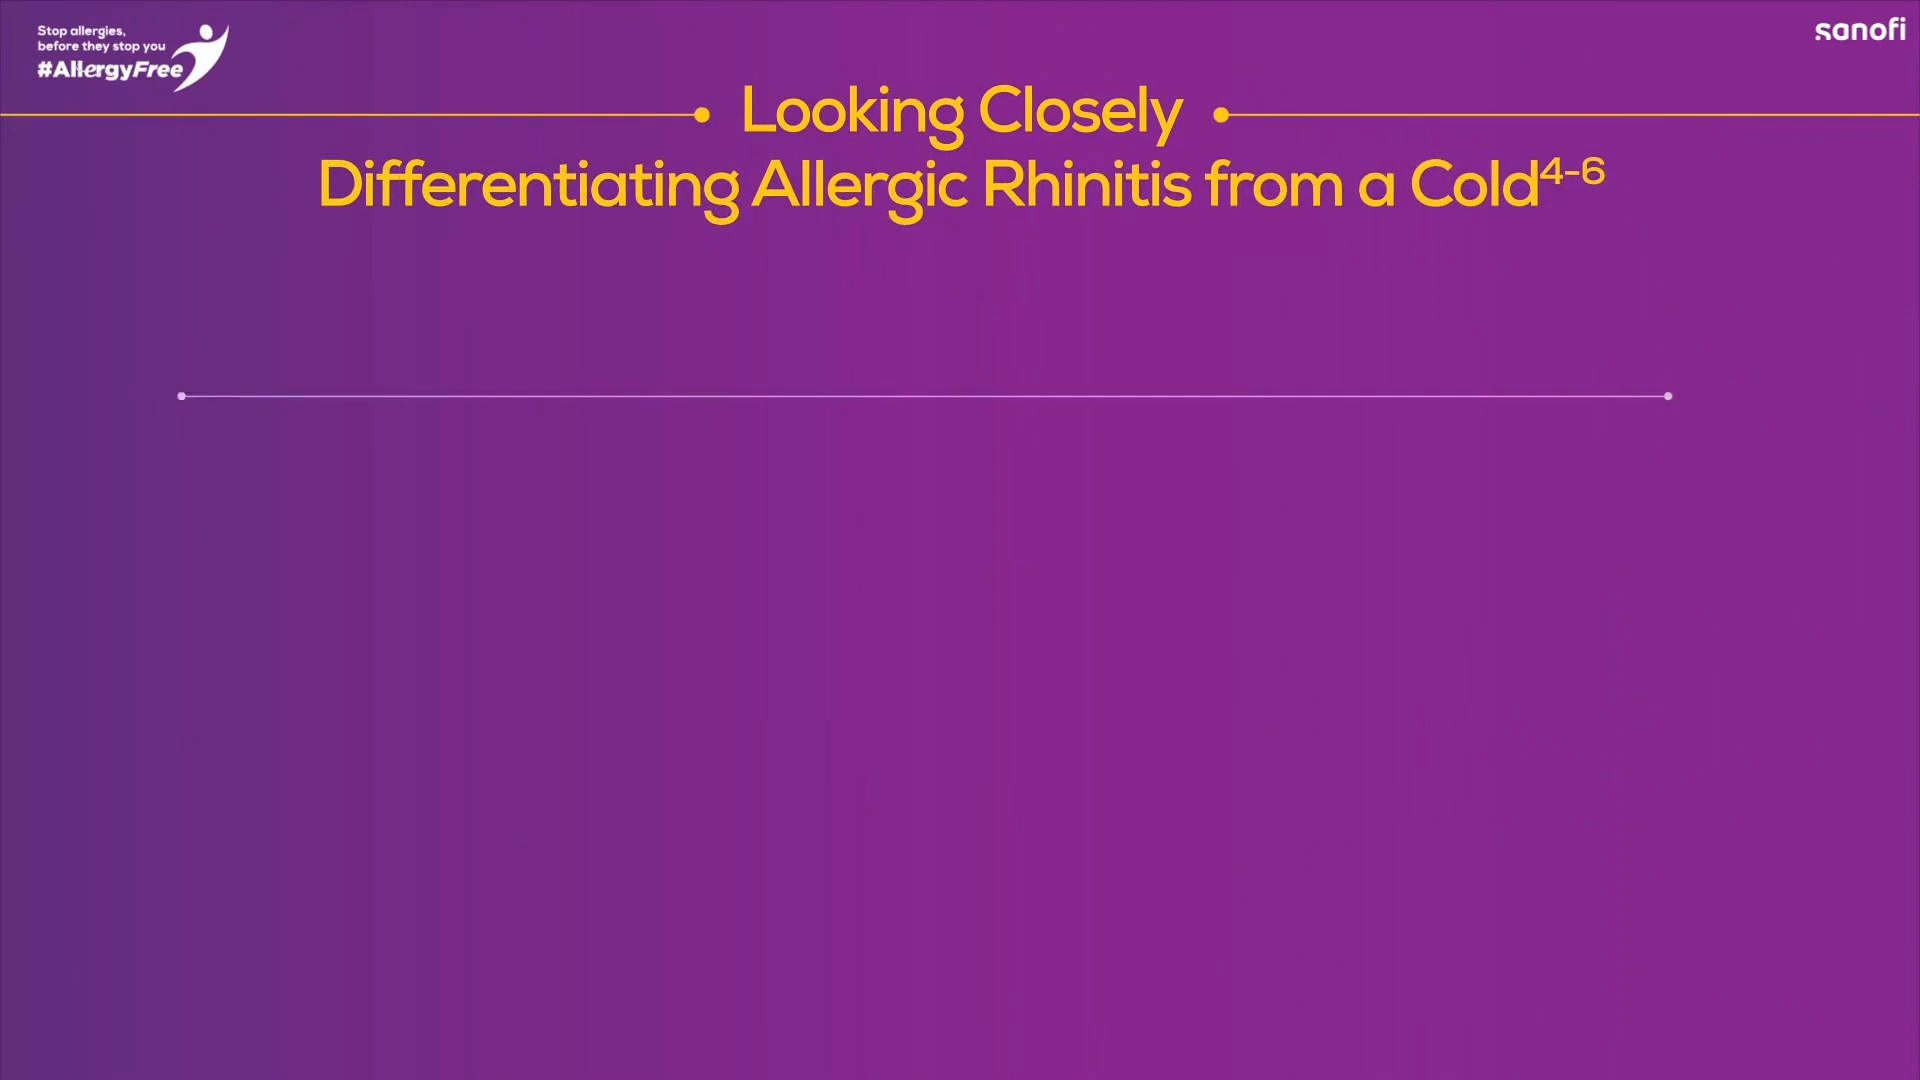 Stop allergies,
before they stop you
#AllergyFree
sanofi
Looking Closely
Differentiating Allergic Rhinitis from a Cold4-6